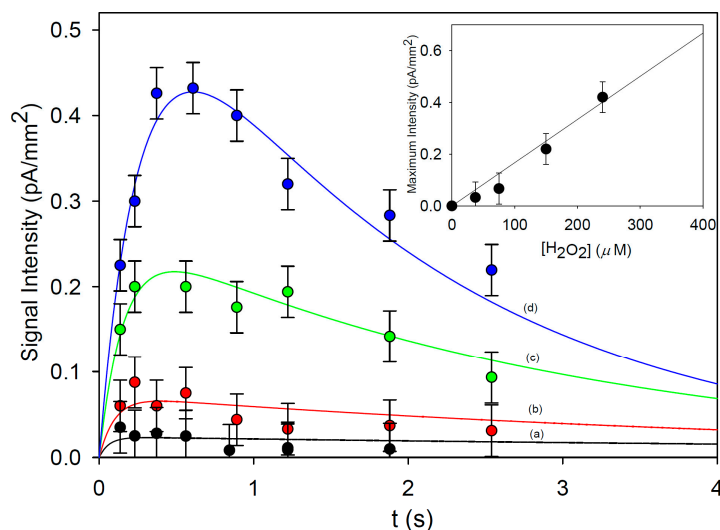 0.5
0.4
0.3
0.2
0.1
0.0
Signal Intensity (pA/mm²)
0
1
2
3
4
t (s)
(d)
(c)
(b)
(a)
0.6
0.4
0.2
0.0
Maximum Intensity (pA/mm²)
0
100
200
300
400
[H₂O₂] (μ M)